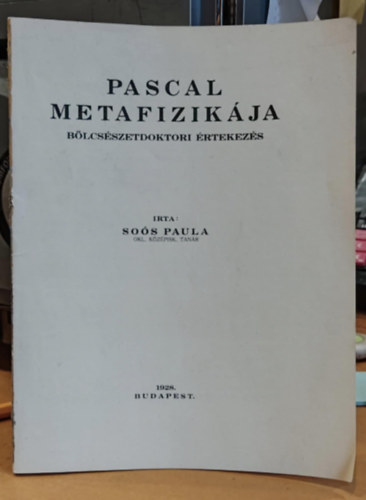 PASCAL
METAFIZIKÁJA
BÖLCSÉSZETDOKTORI ÉRTEKEZÉS
IRTA:
SOÓS PAULA
OKL. KÖZÉPISK. TANÁR
1928.
BUDAPEST.